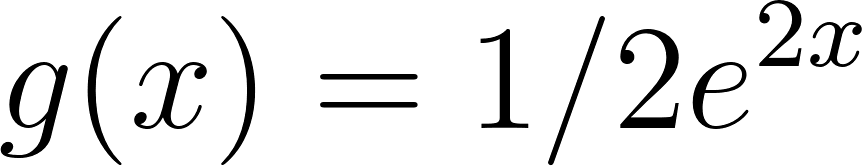 g(x) = 1/2e^{2x}